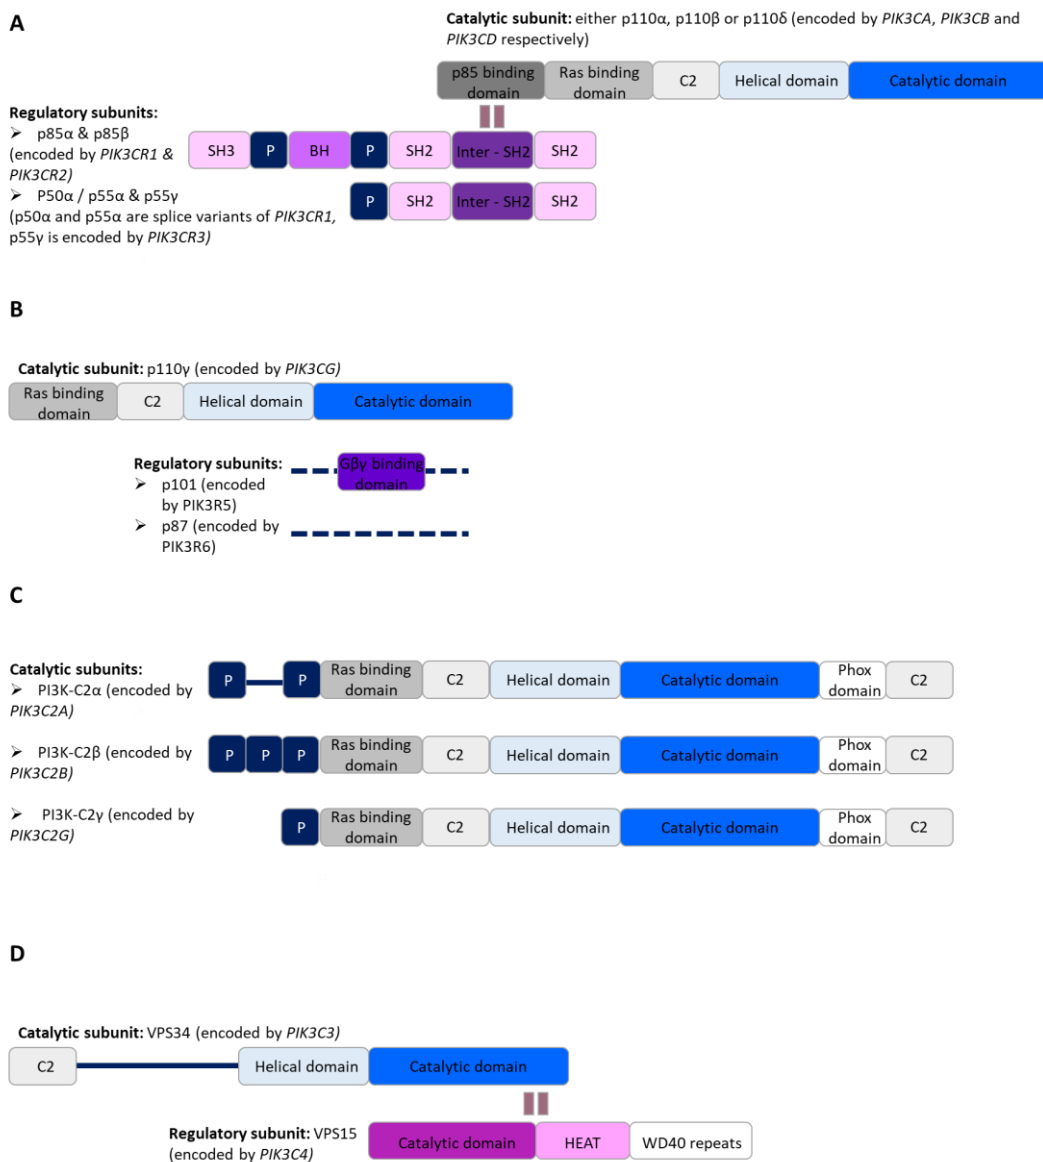 A
Catalytic subunit: either p110α, p110β or p110δ (encoded by PIK3CA, PIK3CB and
PIK3CD respectively)
p85 binding
domain
Ras binding
domain
C2
Helical domain
Catalytic domain
Regulatory subunits:
➢ p85α & p85β
(encoded by PIK3CR1 &
PIK3CR2)
SH3
P
BH
P
SH2
Inter - SH2
SH2
➢ P50α / p55α & p55γ
(p50α and p55α are splice variants of PIK3CR1,
p55γ is encoded by PIK3CR3)
P
SH2
Inter - SH2
SH2
B
Catalytic subunit: p110γ (encoded by PIK3CG)
Ras binding
domain
C2
Helical domain
Catalytic domain
Regulatory subunits:
➢ p101 (encoded
by PIK3R5)
➢ p87 (encoded by
PIK3R6)
Gβγ binding
domain
C
Catalytic subunits:
➢ PI3K-C2α (encoded by
PIK3C2A)
P
P
Ras binding
domain
C2
Helical domain
Catalytic domain
Phox
domain
C2
➢ PI3K-C2β (encoded by
PIK3C2B)
P
P
P
Ras binding
domain
C2
Helical domain
Catalytic domain
Phox
domain
C2
➢ PI3K-C2γ (encoded by
PIK3C2G)
P
Ras binding
domain
C2
Helical domain
Catalytic domain
Phox
domain
C2
D
Catalytic subunit: VPS34 (encoded by PIK3C3)
C2
Helical domain
Catalytic domain
Regulatory subunit: VPS15
(encoded by PIK3C4)
Catalytic domain
HEAT
WD40 repeats